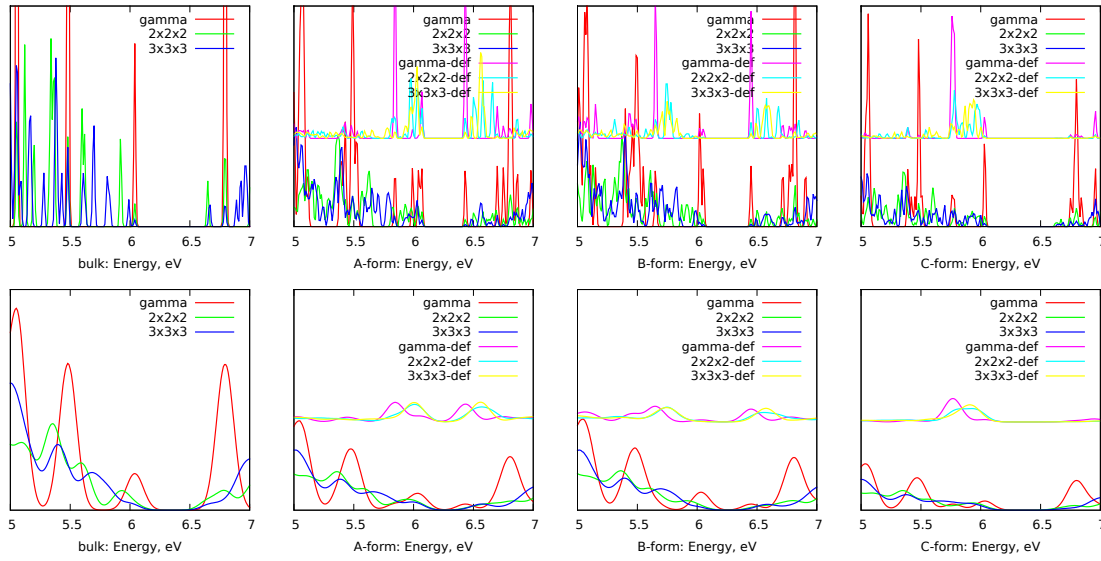 gamma
2x2x2
3x3x3
5
5.5
6
6.5
7
bulk: Energy, eV
gamma
2x2x2
3x3x3
gamma-def
2x2x2-def
3x3x3-def
5
5.5
6
6.5
7
A-form: Energy, eV
gamma
2x2x2
3x3x3
gamma-def
2x2x2-def
3x3x3-def
5
5.5
6
6.5
7
B-form: Energy, eV
gamma
2x2x2
3x3x3
gamma-def
2x2x2-def
3x3x3-def
5
5.5
6
6.5
7
C-form: Energy, eV
gamma
2x2x2
3x3x3
5
5.5
6
6.5
7
bulk: Energy, eV
gamma
2x2x2
3x3x3
gamma-def
2x2x2-def
3x3x3-def
5
5.5
6
6.5
7
A-form: Energy, eV
gamma
2x2x2
3x3x3
gamma-def
2x2x2-def
3x3x3-def
5
5.5
6
6.5
7
B-form: Energy, eV
gamma
2x2x2
3x3x3
gamma-def
2x2x2-def
3x3x3-def
5
5.5
6
6.5
7
C-form: Energy, eV